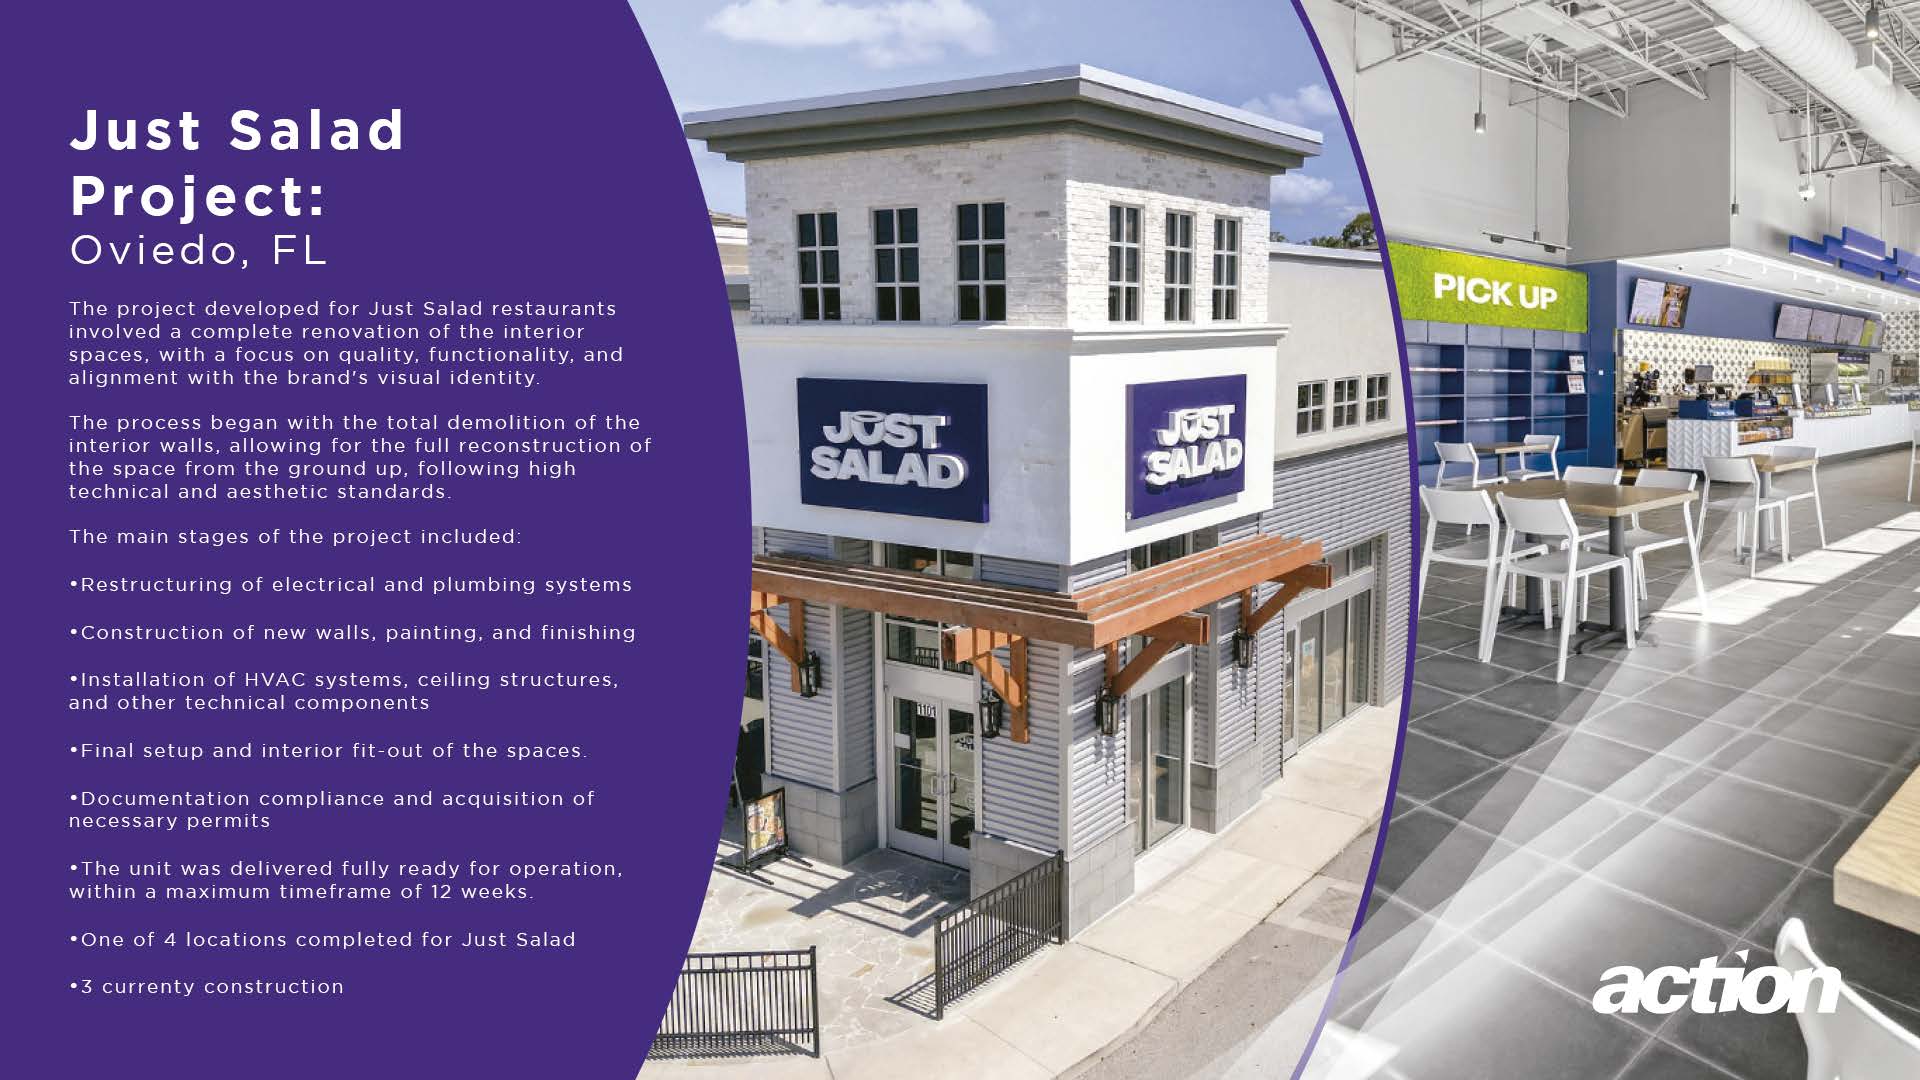 Just Salad
Project:
Oviedo, FL
The project developed for Just Salad restaurants
involved a complete renovation of the interior
spaces, with a focus on quality, functionality, and
alignment with the brand's visual identity.
The process began with the total demolition of the
interior walls, allowing for the full reconstruction of
the space from the ground up, following high
technical and aesthetic standards.
The main stages of the project included:
•Restructuring of electrical and plumbing systems
•Construction of new walls, painting, and finishing
•Installation of HVAC systems, ceiling structures,
and other technical components
•Final setup and interior fit-out of the spaces.
•Documentation compliance and acquisition of
necessary permits
•The unit was delivered fully ready for operation,
within a maximum timeframe of 12 weeks.
•One of 4 locations completed for Just Salad
•3 currenty construction
JUST
SALAD
JUST
SALAD
1101
PICK UP
action